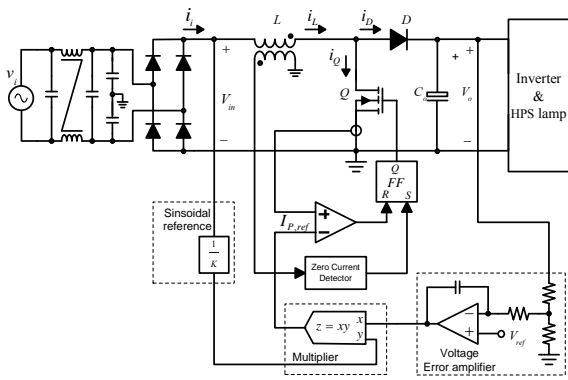 i_i
L
i_L
i_D
D
i_Q
v_i
+
V_in
−
Q
C_o
+
+
V_o
−
Inverter
&
HPS lamp
Q
FF
R S
Sinsoidal
reference
1
K
I_P,ref
+
−
Zero Current
Detector
z = xy
x
y
Multiplier
−
+
V_ref
Voltage
Error amplifier